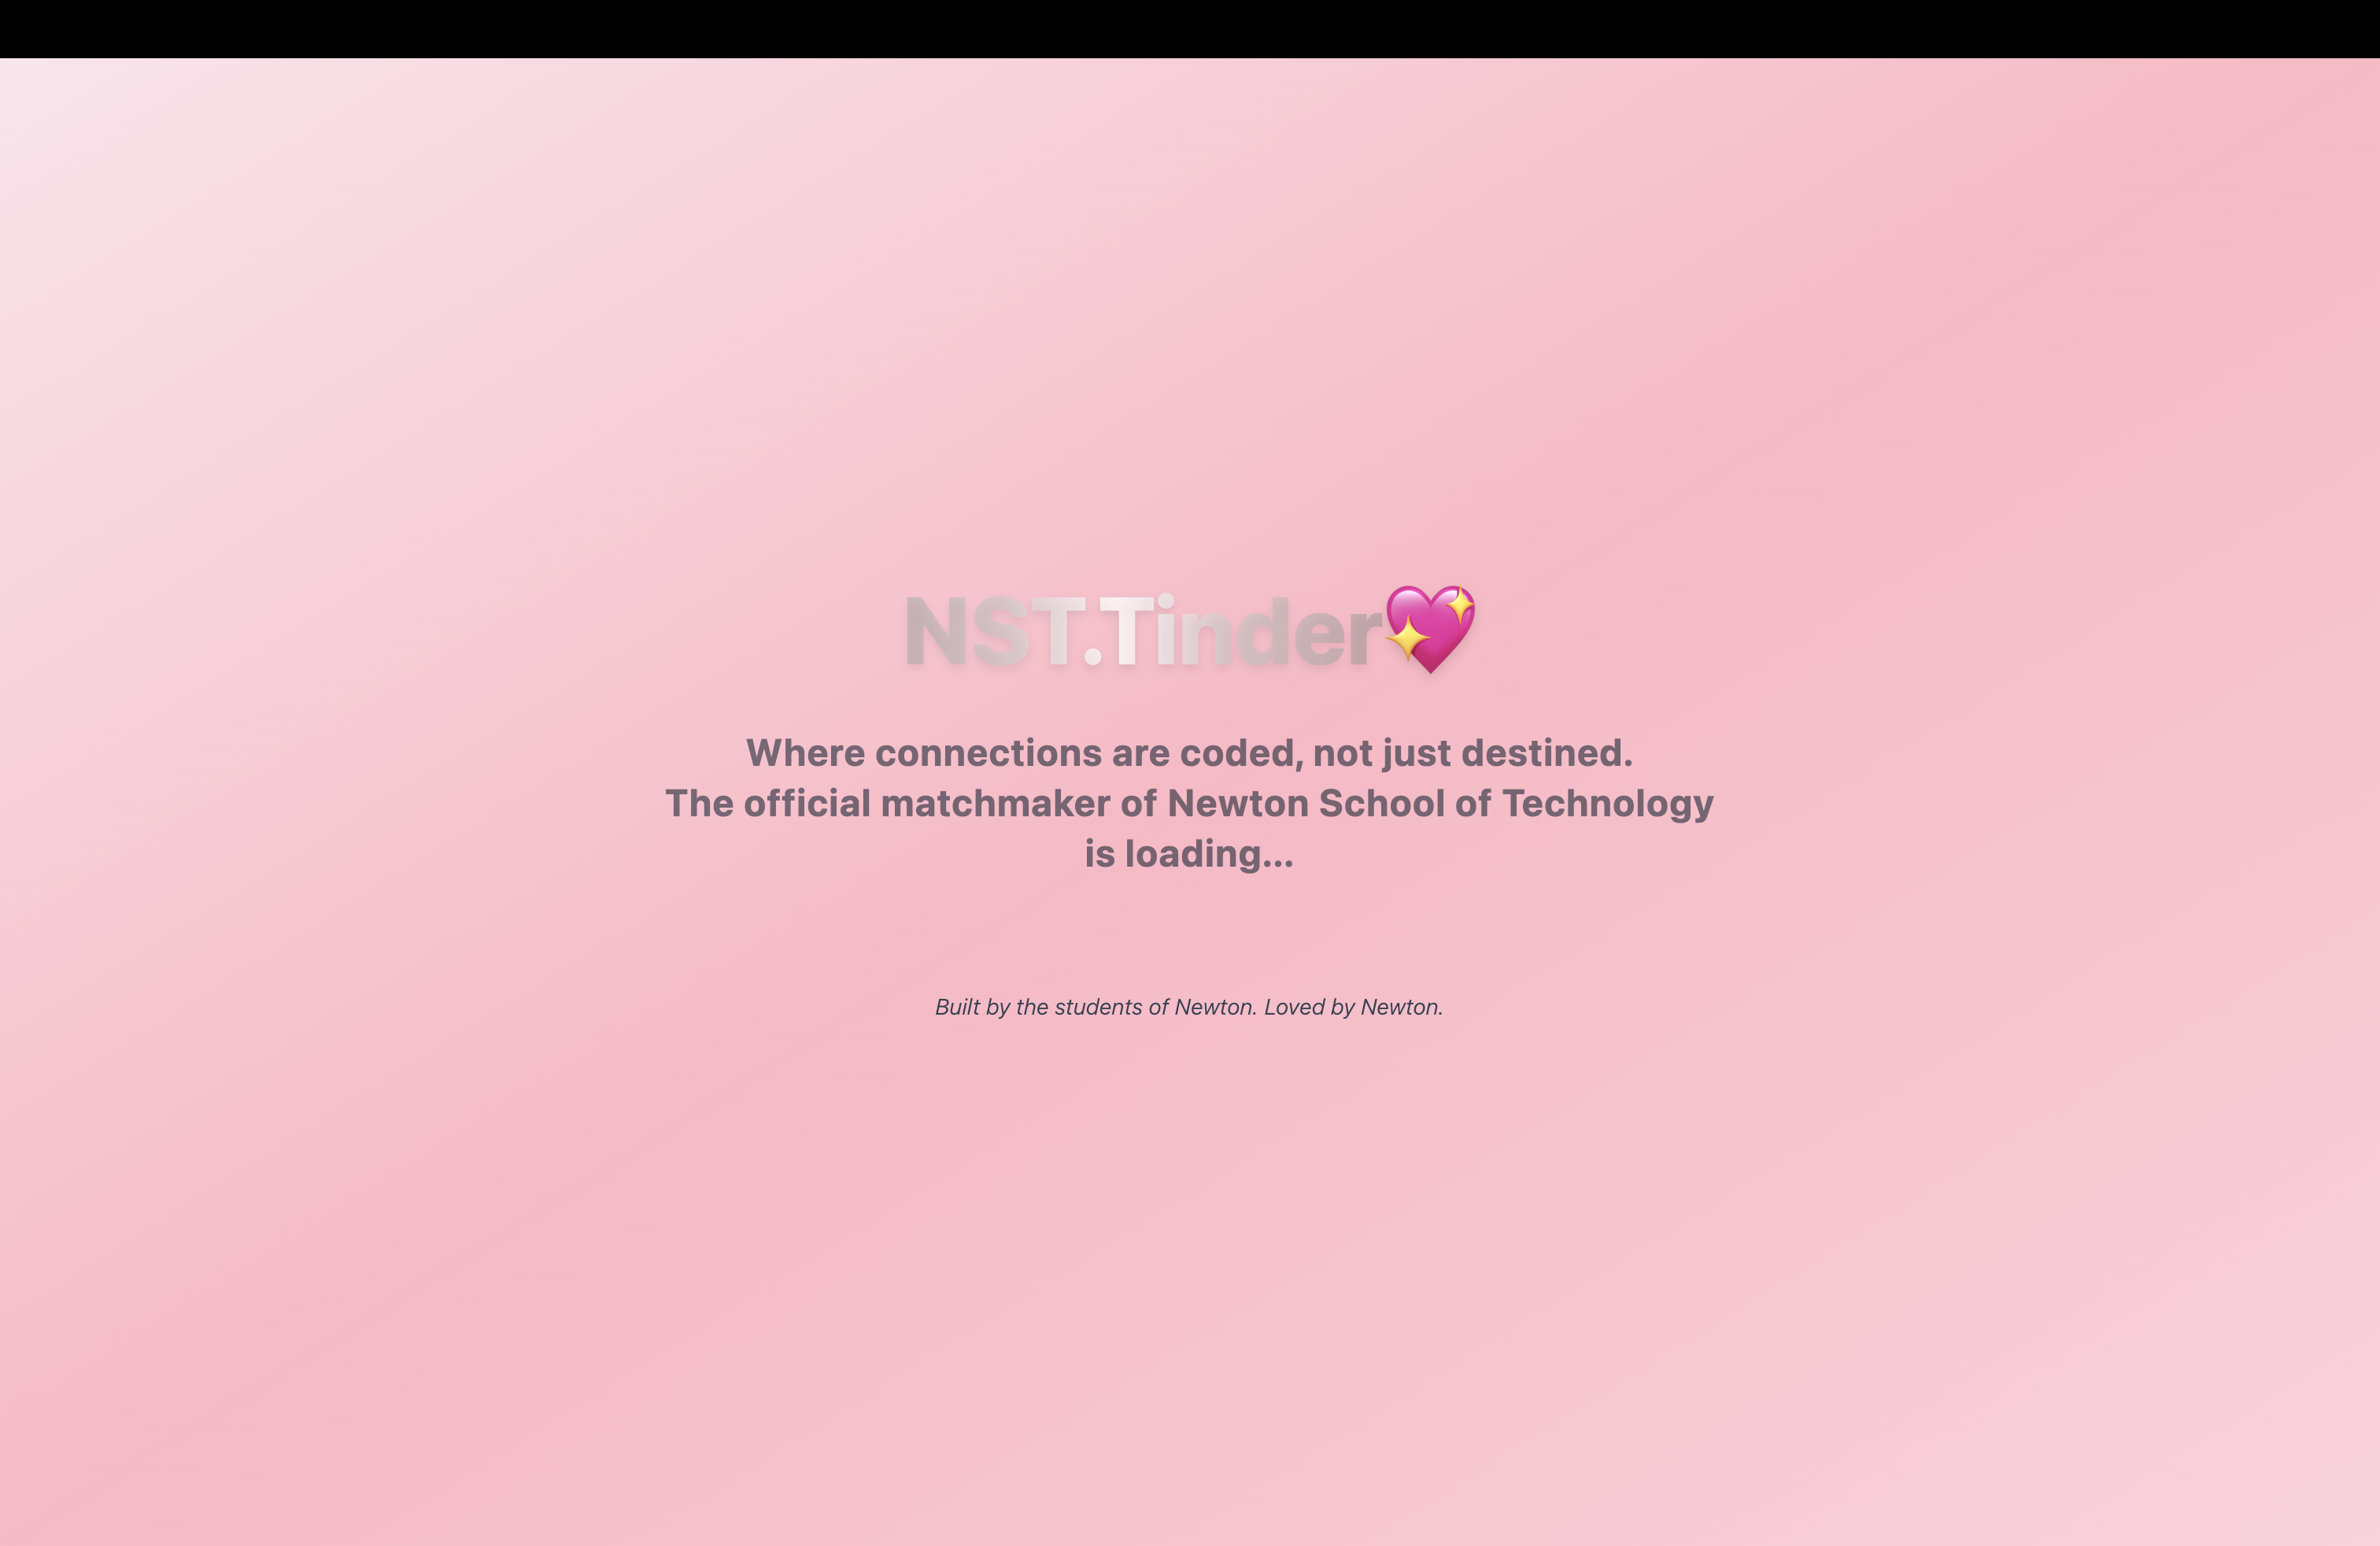 NST.Tinder💖
Where connections are coded, not just destined.
The official matchmaker of Newton School of Technology
is loading...
Built by the students of Newton. Loved by Newton.